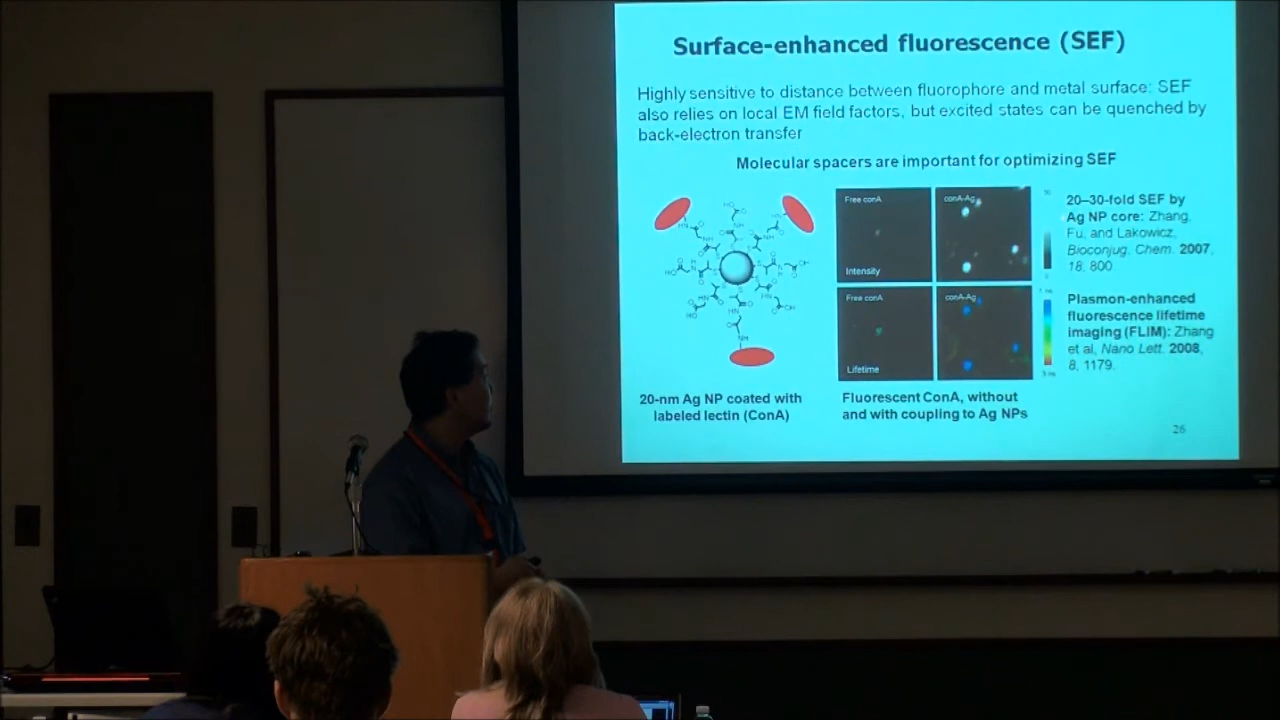 Surface-enhanced fluorescence (SEF)
Highly sensitive to distance between fluorophore and metal surface: SEF
also relies on local EM field factors, but excited states can be quenched by
back-electron transfer
Molecular spacers are important for optimizing SEF
Free conA
conA-Ag
Intensity
Free conA
conA-Ag
Lifetime
20–30-fold SEF by
Ag NP core: Zhang,
Fu, and Lakowicz,
Bioconjug. Chem. 2007,
18, 800
Plasmon-enhanced
fluorescence lifetime
imaging (FLIM): Zhang
et al, Nano Lett. 2008,
8, 1179.
20-nm Ag NP coated with
labeled lectin (ConA)
Fluorescent ConA, without
and with coupling to Ag NPs
26